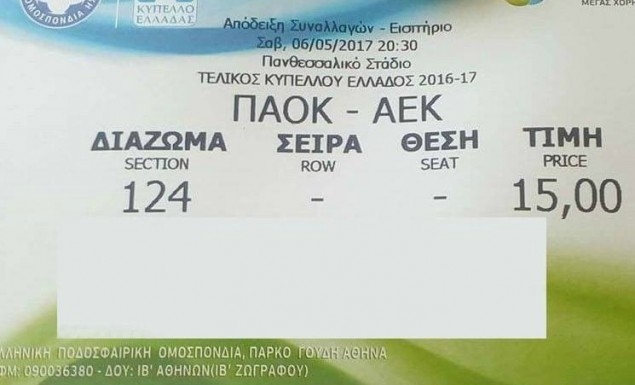 ΚΥΠΕΛΛΟ
ΕΛΛΑΔΑΣ
Απόδειξη Συναλλαγών - Εισιτήριο
Σαβ, 06/05/2017 20:30
Πανθεσσαλικό Στάδιο
ΤΕΛΙΚΟΣ ΚΥΠΕΛΛΟΥ ΕΛΛΑΔΟΣ 2016-17
ΠΑΟΚ - ΑΕΚ
ΔΙΑΖΩΜΑ ΣΕΙΡΑ ΘΕΣΗ ΤΙΜΗ
SECTION ROW SEAT PRICE
124 - - 15,00
ΛΛΗΝΙΚΗ ΠΟΔΟΣΦΑΙΡΙΚΗ ΟΜΟΣΠΟΝΔΙΑ, ΠΑΡΚΟ ΓΟΥΔΗ ΑΘΗΝΑ
ΦΜ: 090036380 - ΔΟΥ: ΙΒ' ΑΘΗΝΩΝ(ΙΒ' ΖΩΓΡΑΦΟΥ)